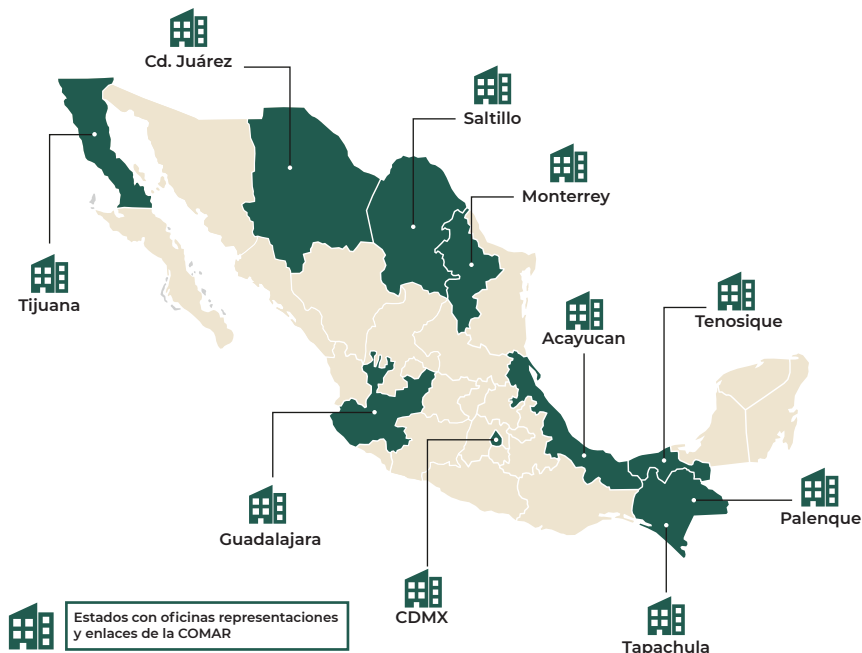 Cd. Juárez
Saltillo
Monterrey
Tijuana
Acayucan
Tenosique
Palenque
Guadalajara
CDMX
Tapachula
Estados con oficinas representaciones
y enlaces de la COMAR